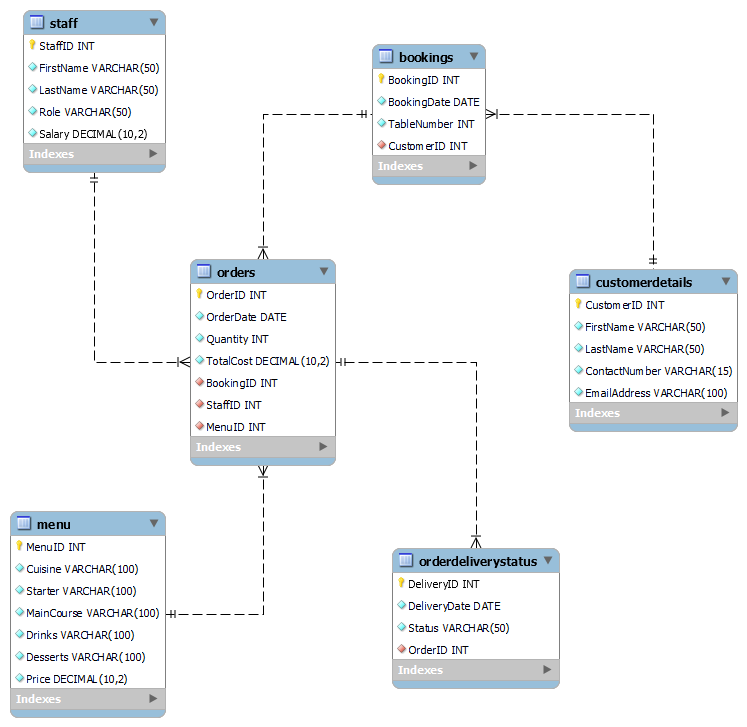 staff
StaffID INT
FirstName VARCHAR(50)
LastName VARCHAR(50)
Role VARCHAR(50)
Salary DECIMAL(10,2)
Indexes
bookings
BookingID INT
BookingDate DATE
TableNumber INT
CustomerID INT
Indexes
orders
OrderID INT
OrderDate DATE
Quantity INT
TotalCost DECIMAL(10,2)
BookingID INT
StaffID INT
MenuID INT
Indexes
customerdetails
CustomerID INT
FirstName VARCHAR(50)
LastName VARCHAR(50)
ContactNumber VARCHAR(15)
EmailAddress VARCHAR(100)
Indexes
menu
MenuID INT
Cuisine VARCHAR(100)
Starter VARCHAR(100)
MainCourse VARCHAR(100)
Drinks VARCHAR(100)
Desserts VARCHAR(100)
Price DECIMAL(10,2)
Indexes
orderdeliverystatus
DeliveryID INT
DeliveryDate DATE
Status VARCHAR(50)
OrderID INT
Indexes